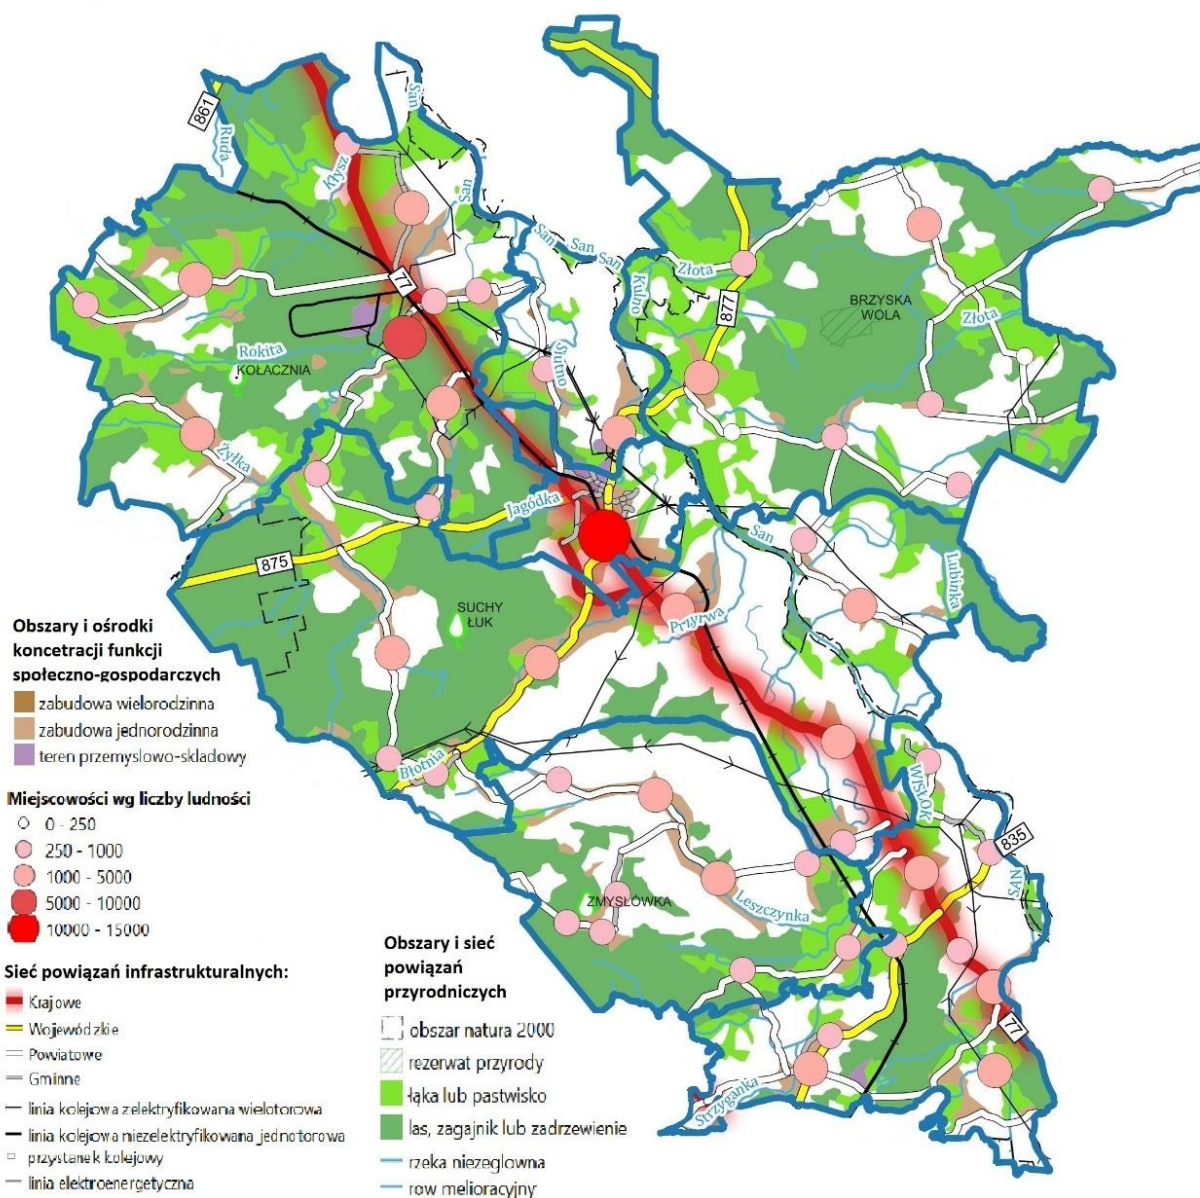 San
861
Ruda
Kłysz
San
San
San
San
Złota
Kulno
77
877
BRZYSKA
WOLA
Złota
Rokita
KOŁACZNIA
Słutno
Żyłka
Jagódka
San
875
Lubinka
SUCHY
ŁUK
Przyrwa
Błotnia
WISŁOK
835
SAN
ZMYSŁÓWKA
Leszczynka
77
Strzyganka
Obszary i ośrodki
koncetracji funkcji
społeczno-gospodarczych
zabudowa wielorodzinna
zabudowa jednorodzinna
teren przemysłowo-składowy
Miejscowości wg liczby ludności
0 - 250
250 - 1000
1000 - 5000
5000 - 10000
10000 - 15000
Sieć powiązań infrastrukturalnych:
Krajowe
Wojewódzkie
Powiatowe
Gminne
linia kolejowa zelektryfikowana wielotorowa
linia kolejowa niezelektryfikowana jednotorowa
przystanek kolejowy
linia elektroenergetyczna
Obszary i sieć
powiązań
przyrodniczych
obszar natura 2000
rezerwat przyrody
łąka lub pastwisko
las, zagajnik lub zadrzewienie
rzeka nieżeglowna
row melioracyjny